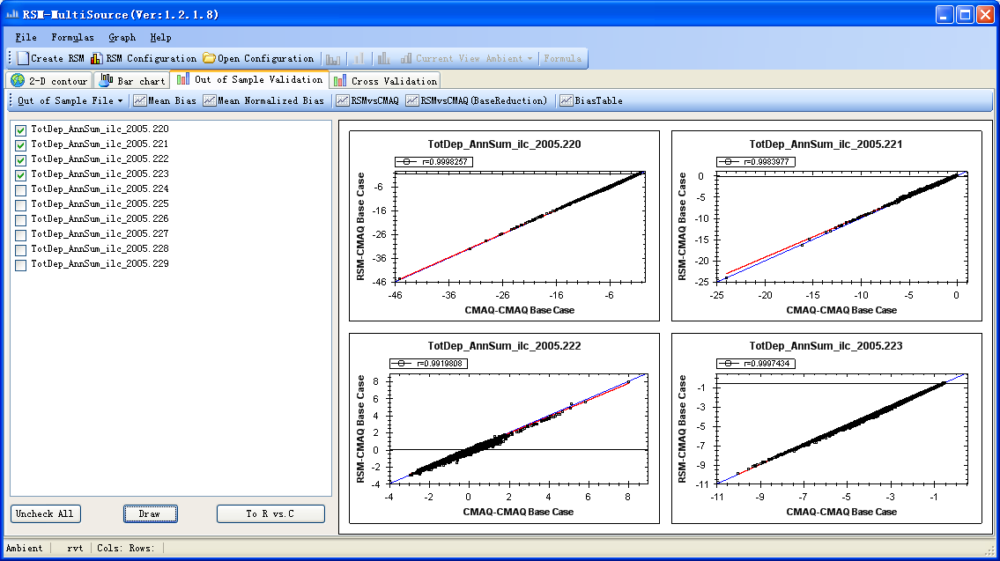 RSM-MultiSource(Ver:1.2.1.8)
File Formulas Graph Help
Create RSM RSM Configuration Open Configuration Current View Ambient Formula
2-D contour Bar chart Out of Sample Validation Cross Validation
Out of Sample File Mean Bias Mean Normalized Bias RSMvsCMAQ RSMvsCMAQ(BaseReduction) BiasTable
TotDep_AnnSum_ilc_2005.220
TotDep_AnnSum_ilc_2005.221
TotDep_AnnSum_ilc_2005.222
TotDep_AnnSum_ilc_2005.223
TotDep_AnnSum_ilc_2005.224
TotDep_AnnSum_ilc_2005.225
TotDep_AnnSum_ilc_2005.226
TotDep_AnnSum_ilc_2005.227
TotDep_AnnSum_ilc_2005.228
TotDep_AnnSum_ilc_2005.229
Uncheck All Draw To R vs.C
TotDep_AnnSum_ilc_2005.220
r=0.9998257
RSM-CMAQ Base Case
-6
-16
-26
-36
-46
-46 -36 -26 -16 -6
CMAQ-CMAQ Base Case
TotDep_AnnSum_ilc_2005.221
r=0.9983977
RSM-CMAQ Base Case
0
-5
-10
-15
-20
-25
-25 -20 -15 -10 -5 0
CMAQ-CMAQ Base Case
TotDep_AnnSum_ilc_2005.222
r=0.9919808
RSM-CMAQ Base Case
8
6
4
2
0
-2
-4
-4 -2 0 2 4 6 8
CMAQ-CMAQ Base Case
TotDep_AnnSum_ilc_2005.223
r=0.9997434
RSM-CMAQ Base Case
-1
-3
-5
-7
-9
-11
-11 -9 -7 -5 -3 -1
CMAQ-CMAQ Base Case
Ambient rvt Cols: Rows: